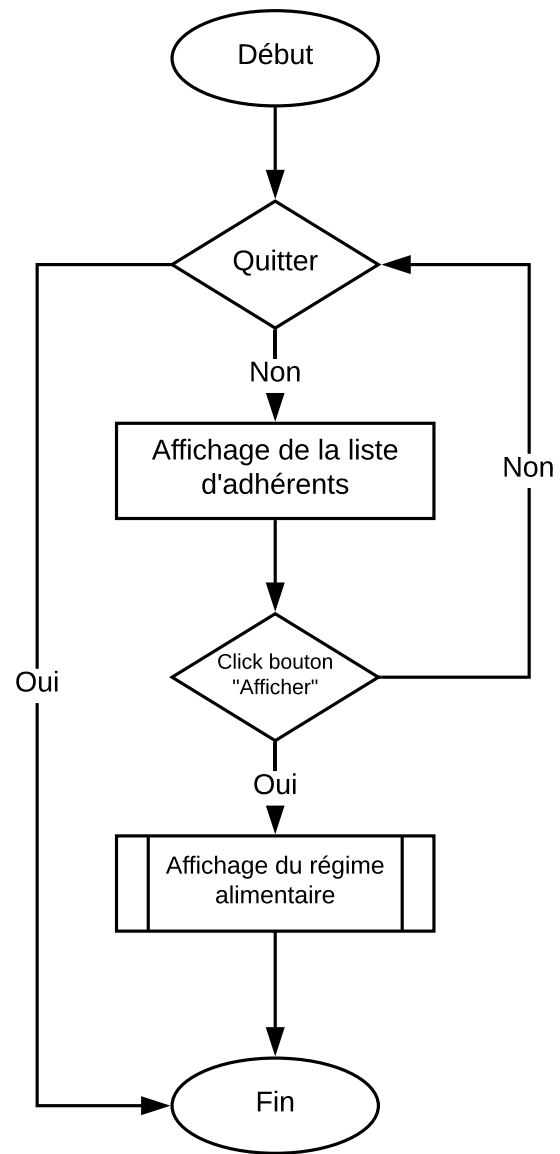 Début
Quitter
Non
Affichage de la liste
d'adhérents
Non
Click bouton
"Afficher"
Oui
Oui
Affichage du régime
alimentaire
Fin